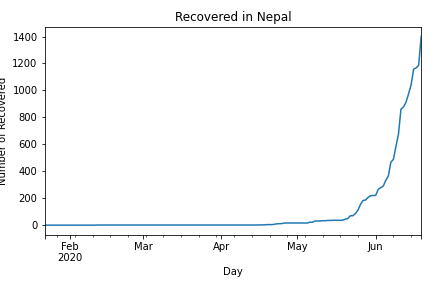 Recovered in Nepal
Number of Recovered
1400
1200
1000
800
600
400
200
0
Feb
2020
Mar
Apr
May
Jun
Day